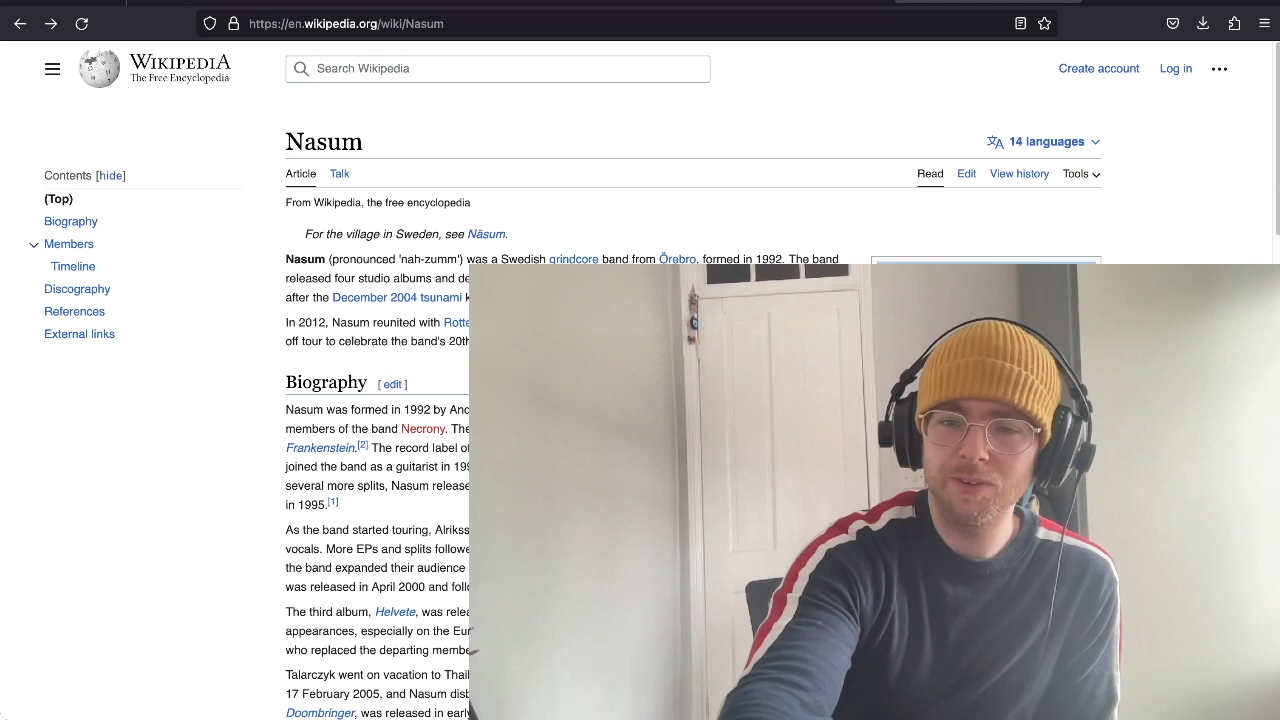 https://en.wikipedia.org/wiki/Nasum
WIKIPEDIA
The Free Encyclopedia
Search Wikipedia
Create account
Log in
Nasum
14 languages
Contents [hide]
(Top)
Biography
Members
Timeline
Discography
References
External links
Article
Talk
Read
Edit
View history
Tools
From Wikipedia, the free encyclopedia
For the village in Sweden, see Näsum.
Nasum (pronounced 'nah-zumm') was a Swedish grindcore band from Örebro, formed in 1992. The band
released four studio albums and de
after the December 2004 tsunami k
In 2012, Nasum reunited with Rotte
off tour to celebrate the band's 20th
Biography [ edit ]
Nasum was formed in 1992 by And
members of the band Necrony. The
Frankenstein.[2] The record label of
joined the band as a guitarist in 199
several more splits, Nasum release
in 1995.[1]
As the band started touring, Alrikss
vocals. More EPs and splits followe
the band expanded their audience
was released in April 2000 and follo
The third album, Helvete, was relea
appearances, especially on the Eur
who replaced the departing membe
Talarczyk went on vacation to Thail
17 February 2005, and Nasum disb
Doombringer, was released in early